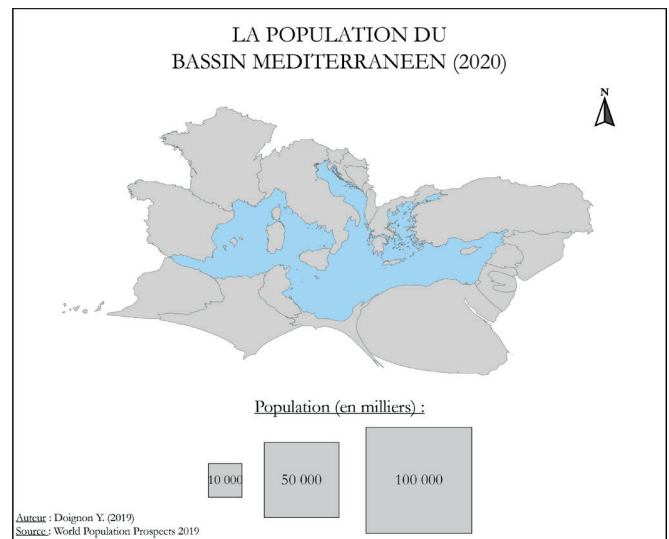 LA POPULATION DU
BASSIN MEDITERRANEEN (2020)
N
Population (en milliers) :
10 000
50 000
100 000
Auteur : Doignon Y. (2019)
Source : World Population Prospects 2019